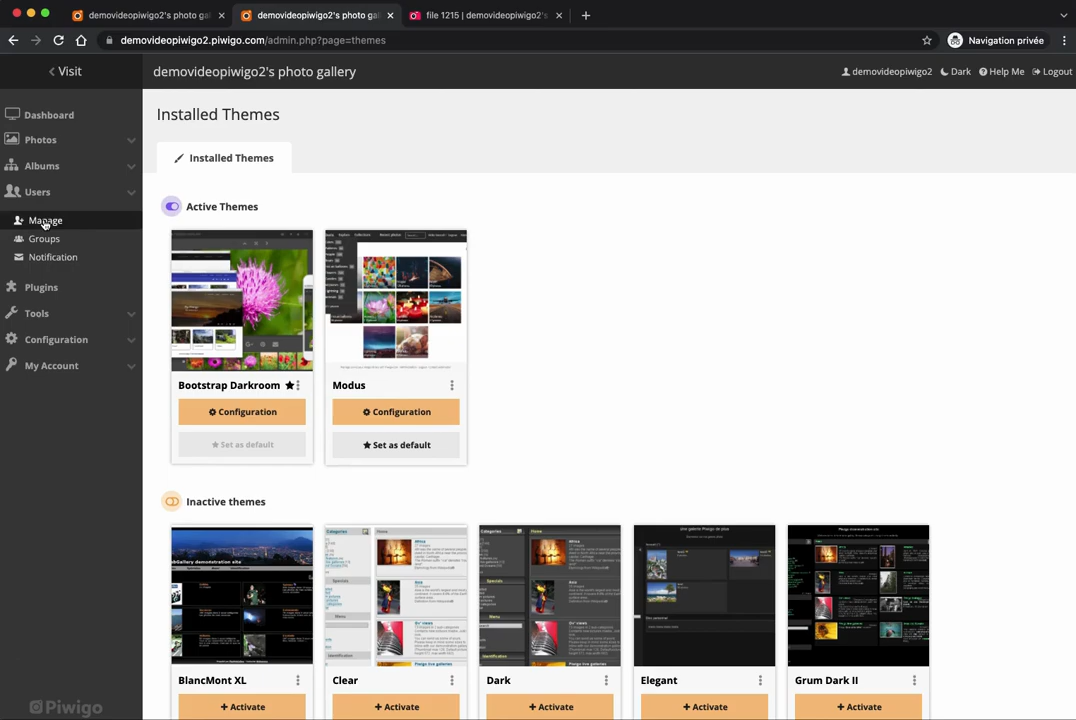 demovideopiwigo2's photo ga
demovideopiwigo2's photo gal
file 1215 | demovideopiwigo2's
demovideopiwigo2.piwigo.com/admin.php?page=themes
Navigation privée
Visit
demovideopiwigo2's photo gallery
demovideopiwigo2
Dark
Help Me
Logout
Dashboard
Photos
Albums
Users
Manage
Groups
Notification
Plugins
Tools
Configuration
My Account
Piwigo
Installed Themes
Installed Themes
Active Themes
Bootstrap Darkroom
Configuration
Set as default
Modus
Configuration
Set as default
Inactive themes
BlancMont XL
Activate
Clear
Activate
Dark
Activate
Elegant
Activate
Grum Dark II
Activate